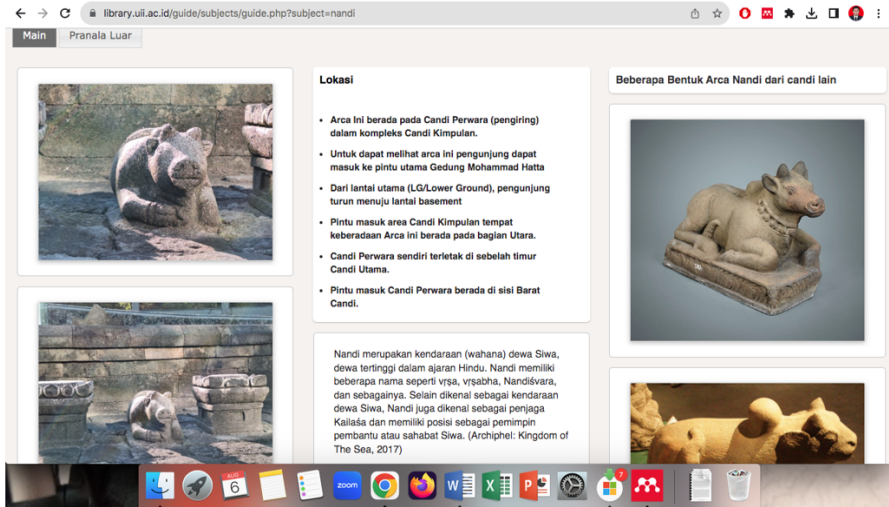 library.uii.ac.id/guide/subjects/guide.php?subject=nandi
Main
Pranala Luar
Lokasi
• Arca Ini berada pada Candi Perwara (pengiring)
dalam kompleks Candi Kimpulan.
• Untuk dapat melihat arca ini pengunjung dapat
masuk ke pintu utama Gedung Mohammad Hatta
• Dari lantai utama (LG/Lower Ground), pengunjung
turun menuju lantai basement
• Pintu masuk area Candi Kimpulan tempat
keberadaan Arca ini berada pada bagian Utara.
• Candi Perwara sendiri terletak di sebelah timur
Candi Utama.
• Pintu masuk Candi Perwara berada di sisi Barat
Candi.
Nandi merupakan kendaraan (wahana) dewa Siwa,
dewa tertinggi dalam ajaran Hindu. Nandi memiliki
beberapa nama seperti vrṣa, vrṣabha, Nandiśvara,
dan sebagainya. Selain dikenal sebagai kendaraan
dewa Siwa, Nandi juga dikenal sebagai penjaga
Kailaśa dan memiliki posisi sebagai pemimpin
pembantu atau sahabat Siwa. (Archiphel: Kingdom of
The Sea, 2017)
Beberapa Bentuk Arca Nandi dari candi lain
AUG
6
zoom
W
X
P
7